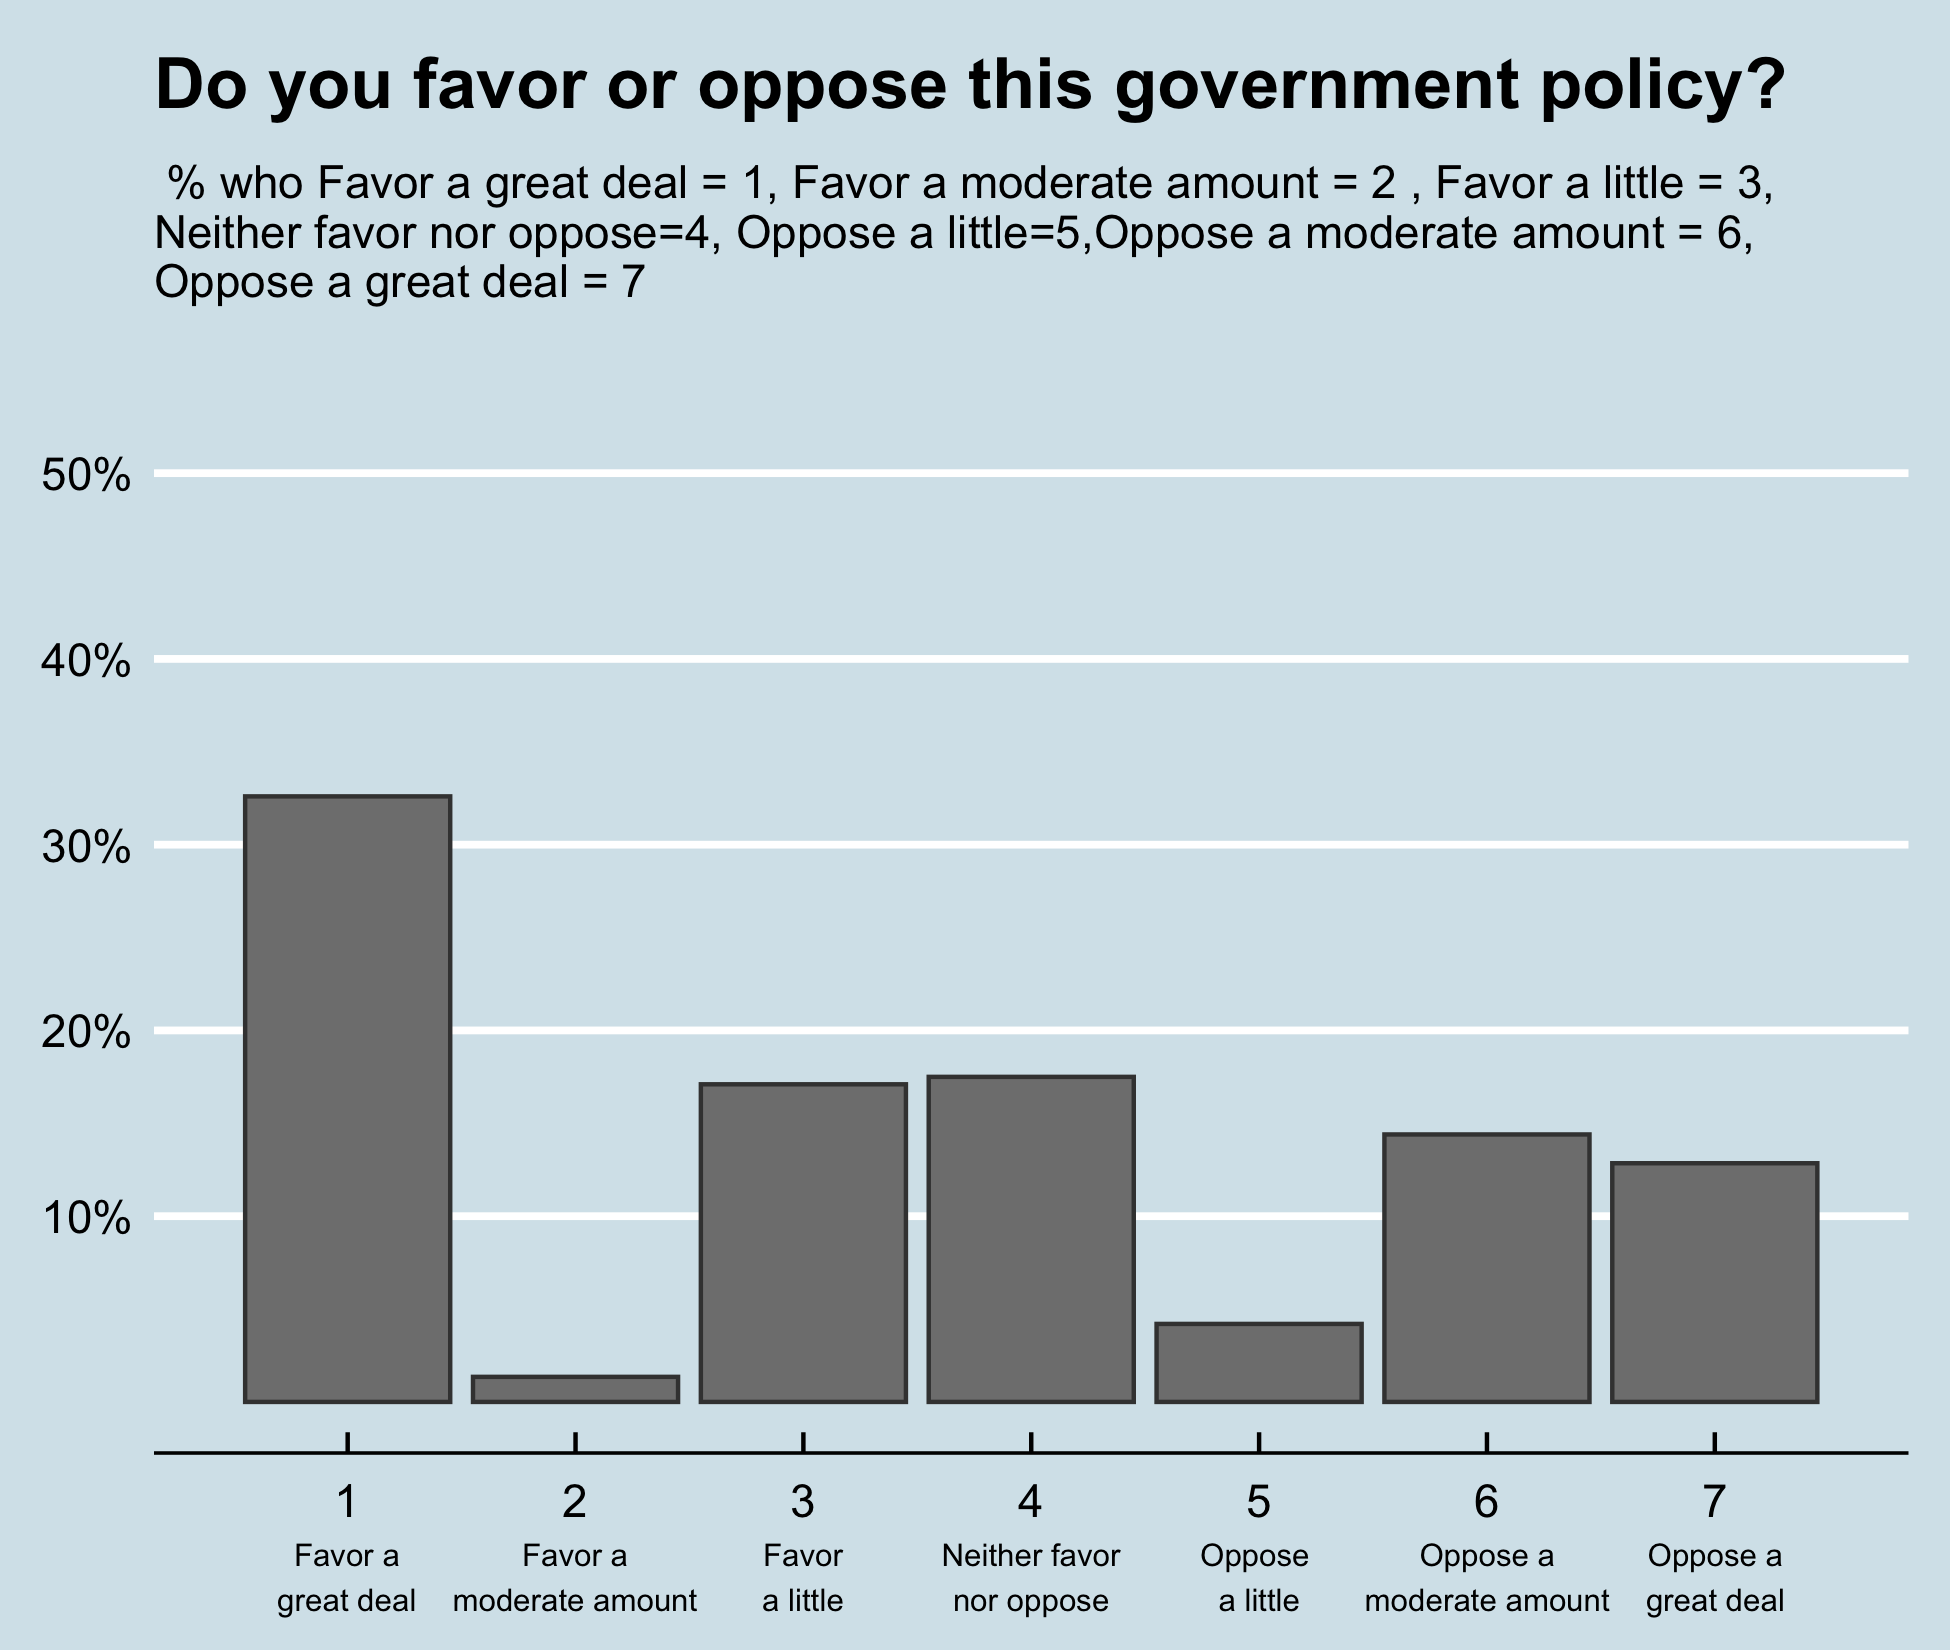 Do you favor or oppose this government policy?
% who Favor a great deal = 1, Favor a moderate amount = 2 , Favor a little = 3,
Neither favor nor oppose=4, Oppose a little=5,Oppose a moderate amount = 6,
Oppose a great deal = 7
50%
40%
30%
20%
10%
1 2 3 4 5 6 7
Favor a Favor a Favor Neither favor Oppose Oppose a Oppose a
great deal moderate amount a little nor oppose a little moderate amount great deal